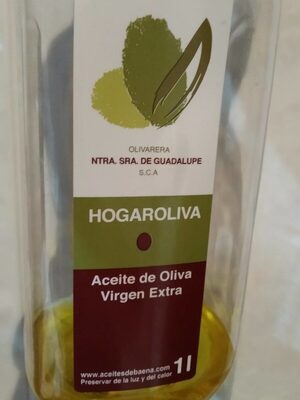 OLIVARERA
NTRA. SRA. DE GUADALUPE
S.C.A
HOGAROLIVA
Aceite de Oliva
Virgen Extra
www.aceitesdebaena.com
Preservar de la luz y del calor
1l